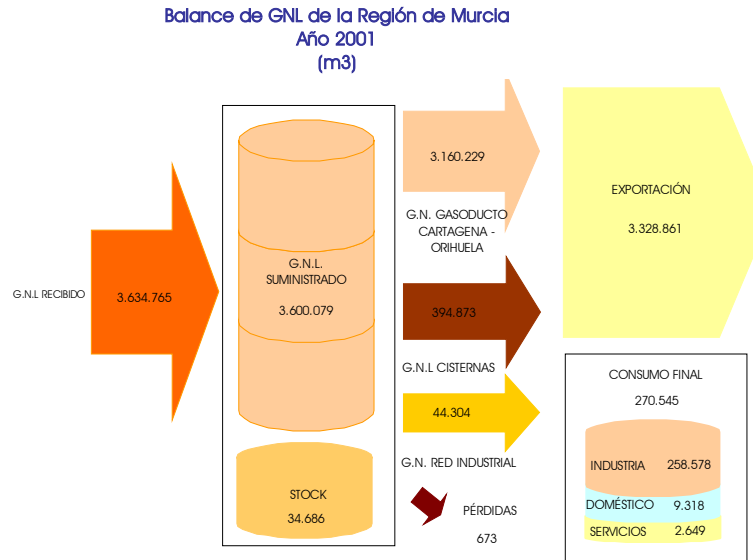 Balance de GNL de la Región de Murcia
Año 2001
(m3)
G.N.L RECIBIDO
3.634.765
G.N.L.
SUMINISTRADO
3.600.079
STOCK
34.686
3.160.229
G.N. GASODUCTO
CARTAGENA -
ORIHUELA
394.873
G.N.L CISTERNAS
44.304
G.N. RED INDUSTRIAL
PÉRDIDAS
673
EXPORTACIÓN
3.328.861
CONSUMO FINAL
270.545
INDUSTRIA 258.578
DOMÉSTICO 9.318
SERVICIOS 2.649